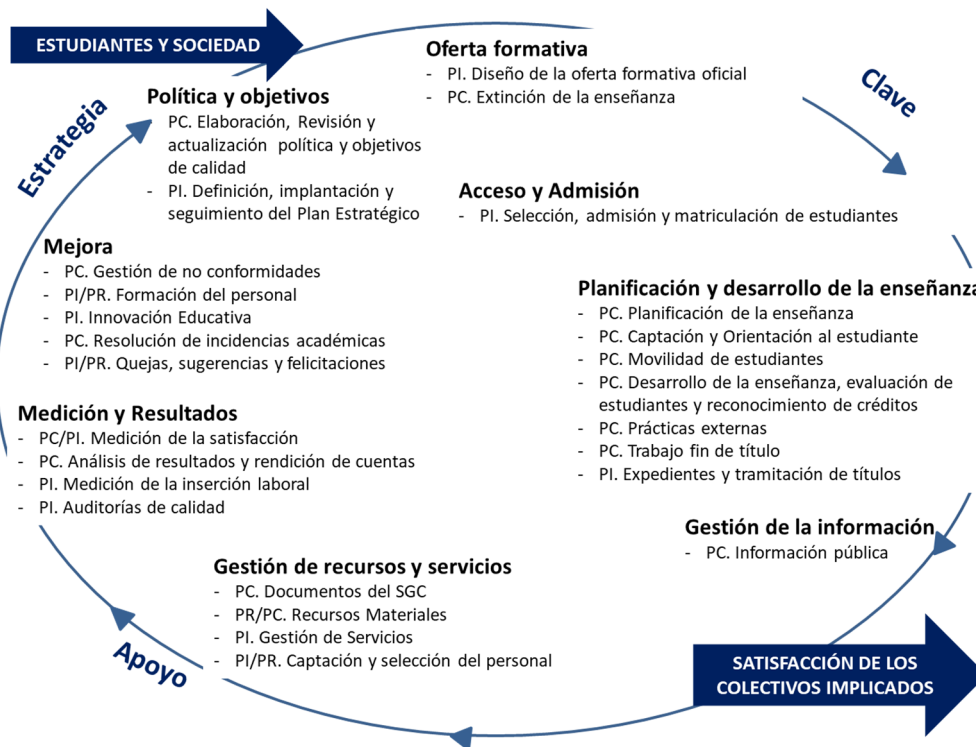 ESTUDIANTES Y SOCIEDAD
Oferta formativa
- PI. Diseño de la oferta formativa oficial
- PC. Extinción de la enseñanza
Clave
Estrategia
Política y objetivos
PC. Elaboración, Revisión y
actualización política y objetivos
de calidad
- PI. Definición, implantación y
seguimiento del Plan Estratégico
Acceso y Admisión
- PI. Selección, admisión y matriculación de estudiantes
Mejora
- PC. Gestión de no conformidades
- PI/PR. Formación del personal
- PI. Innovación Educativa
- PC. Resolución de incidencias académicas
- PI/PR. Quejas, sugerencias y felicitaciones
Planificación y desarrollo de la enseñanza
- PC. Planificación de la enseñanza
- PC. Captación y Orientación al estudiante
- PC. Movilidad de estudiantes
- PC. Desarrollo de la enseñanza, evaluación de
estudiantes y reconocimiento de créditos
- PC. Prácticas externas
- PC. Trabajo fin de título
- PI. Expedientes y tramitación de títulos
Medición y Resultados
- PC/PI. Medición de la satisfacción
- PC. Análisis de resultados y rendición de cuentas
- PI. Medición de la inserción laboral
- PI. Auditorías de calidad
Gestión de la información
- PC. Información pública
Gestión de recursos y servicios
- PC. Documentos del SGC
- PR/PC. Recursos Materiales
- PI. Gestión de Servicios
- PI/PR. Captación y selección del personal
Apoyo
SATISFACCIÓN DE LOS
COLECTIVOS IMPLICADOS